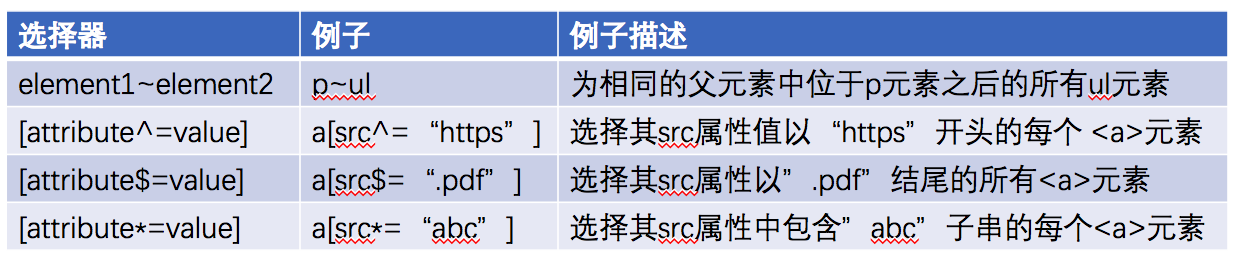 选择器 例子 例子描述
element1~element2 p~ul 为相同的父元素中位于p元素之后的所有ul元素
[attribute^=value] a[src^= “https” ] 选择其src属性值以 “https” 开头的每个 <a>元素
[attribute$=value] a[src$= “.pdf” ] 选择其src属性以” .pdf” 结尾的所有<a>元素
[attribute*=value] a[src*= “abc” ] 选择其src属性中包含” abc” 子串的每个<a>元素